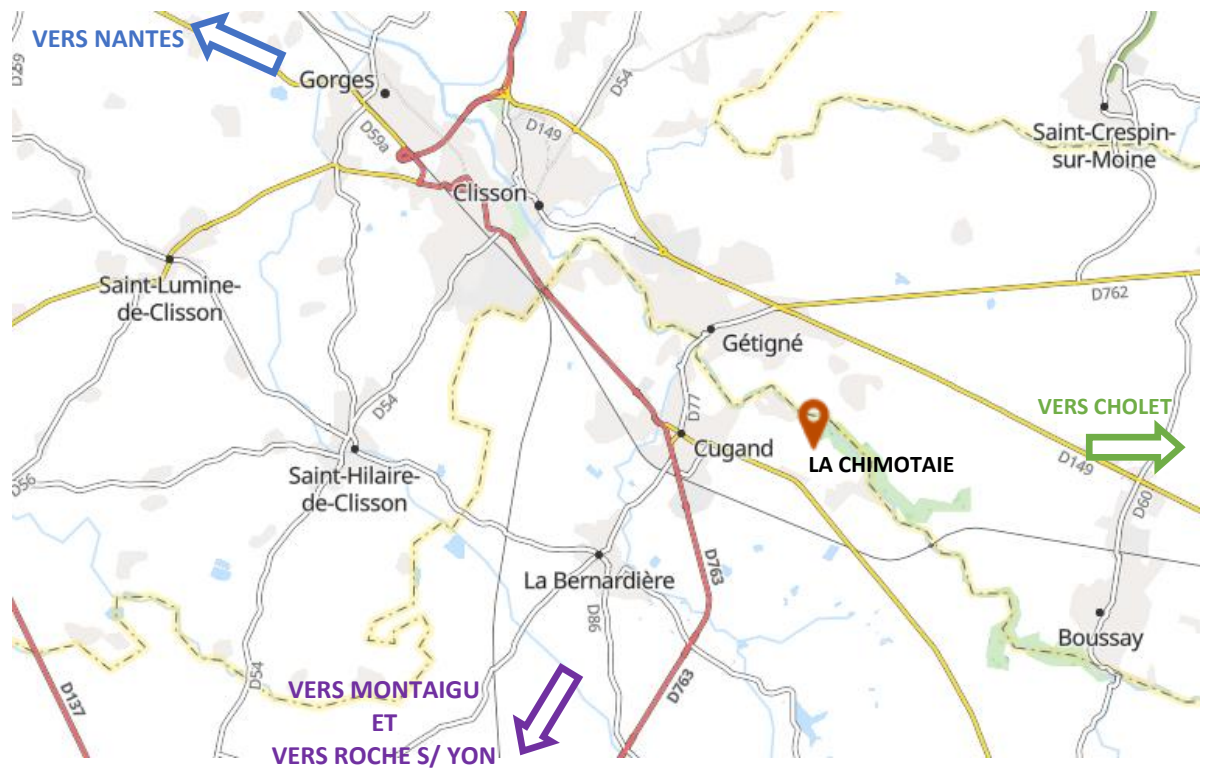 VERS NANTES
D259
Gorges
D54
D59a
D149
Saint-Crespin-
sur-Moine
Clisson
Saint-Lumine-
de-Clisson
D762
Gétigné
D77
D54
VERS CHOLET
Cugand
LA CHIMOTAIE
D149
D56
Saint-Hilaire-
de-Clisson
D60
La Bernardière
D763
D86
Boussay
D54
D137
D763
VERS MONTAIGU
ET
VERS ROCHE S/ YON